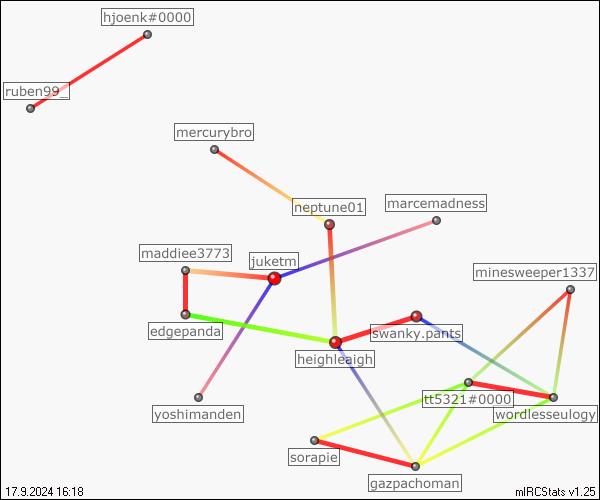 hjoenk#0000
ruben99_
mercurybro
neptune01
marcemadness
maddiee3773
juketm
minesweeper1337
edgepanda
swanky.pants
heighleaigh
tt5321#0000
yoshimanden
wordlesseulogy
sorapie
gazpachoman
17.9.2024 16:18
mIRCStats v1.25